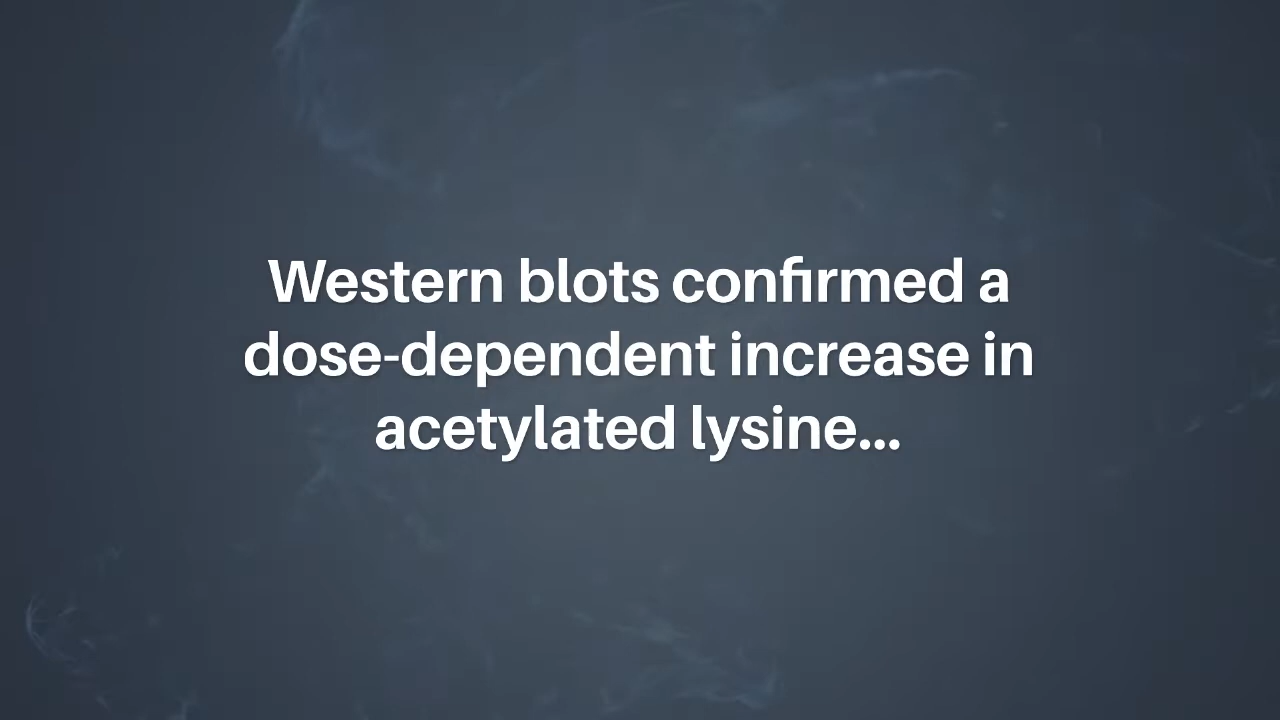 Western blots confirmed a
dose-dependent increase in
acetylated lysine...